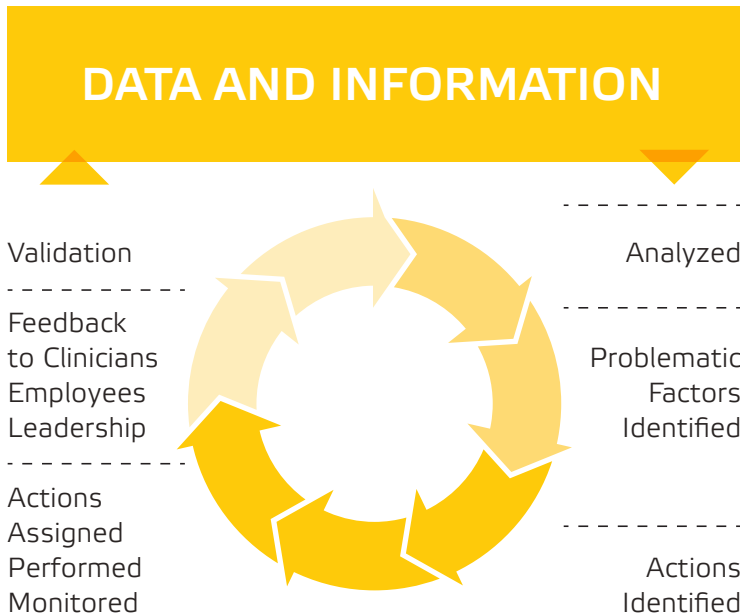 DATA AND INFORMATION
Validation
Feedback
to Clinicians
Employees
Leadership
Actions
Assigned
Performed
Monitored
Analyzed
Problematic
Factors
Identified
Actions
Identified